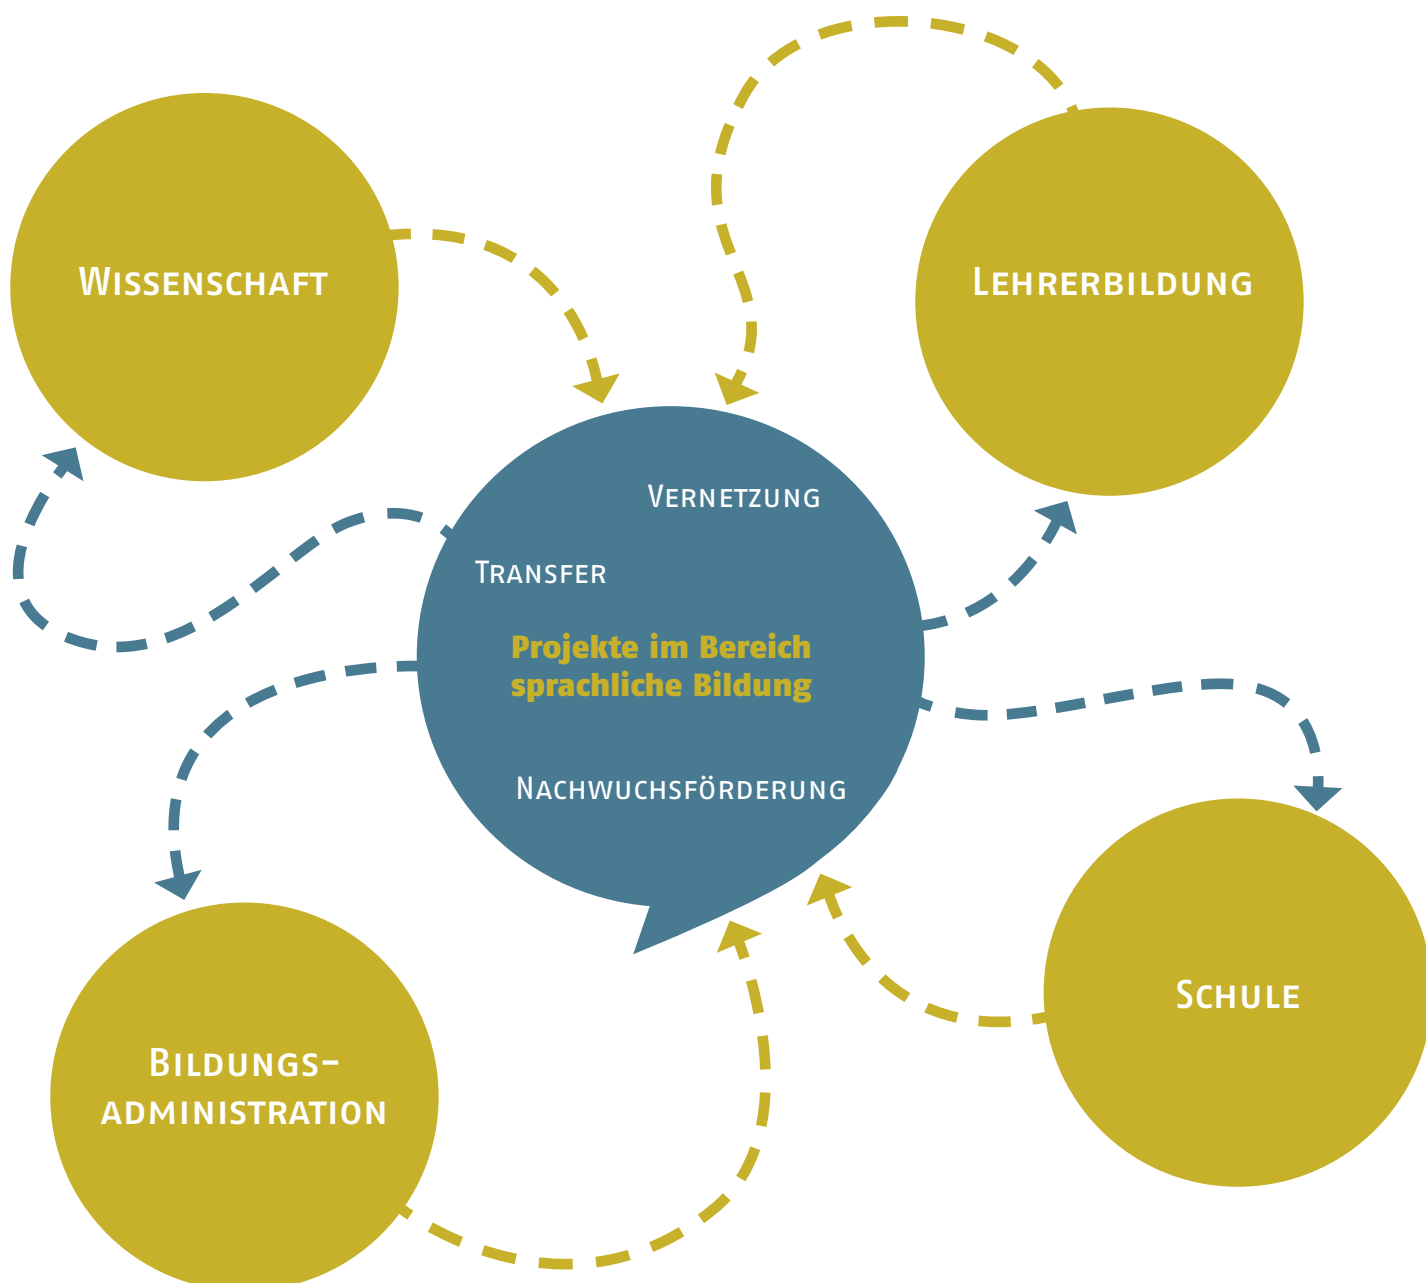 Wissenschaft
Lehrerbildung
Vernetzung
Transfer
Projekte im Bereich
sprachliche Bildung
Nachwuchsförderung
Schule
Bildungs-
administration